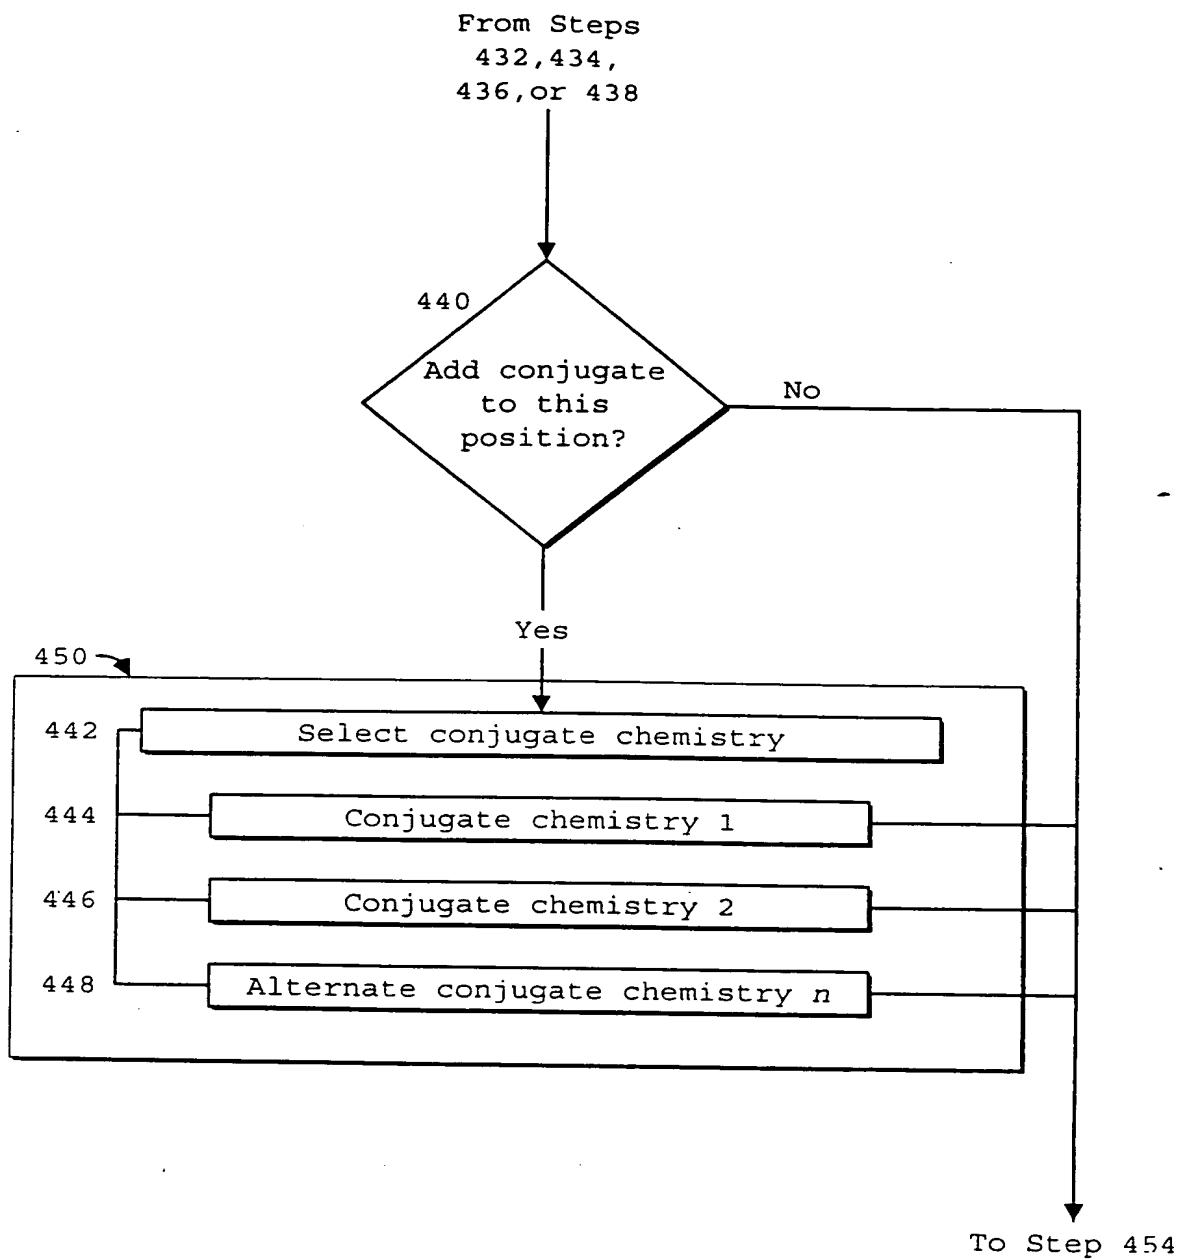 From Steps
432,434,
436,or 438
440
Add conjugate
to this
position?
No
Yes
450
442
Select conjugate chemistry
444
Conjugate chemistry 1
446
Conjugate chemistry 2
448
Alternate conjugate chemistry n
To Step 454